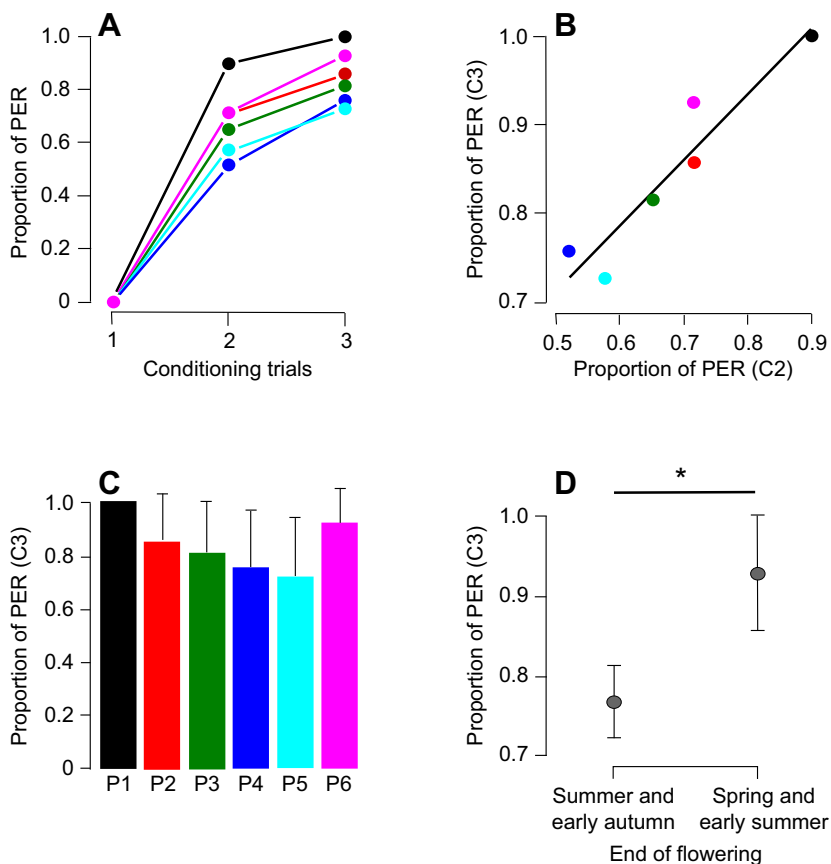 A
Proportion of PER
1.0
0.8
0.6
0.4
0.2
0
1 2 3
Conditioning trials
B
Proportion of PER (C3)
1.0
0.9
0.8
0.7
0.5 0.6 0.7 0.8 0.9
Proportion of PER (C2)
C
Proportion of PER (C3)
1.0
0.8
0.6
0.4
0.2
0
P1 P2 P3 P4 P5 P6
D
*
Proportion of PER (C3)
1.0
0.9
0.8
0.7
Summer and
early autumn
Spring and
early summer
End of flowering